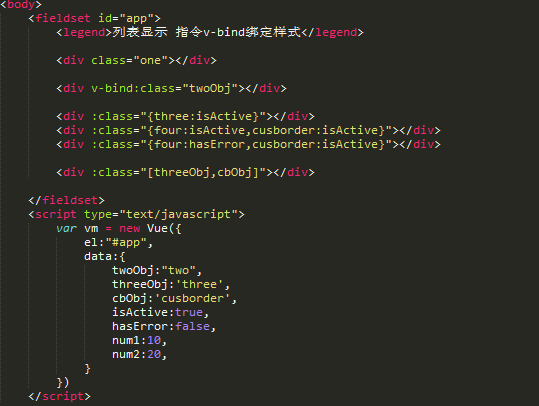 <body>
<fieldset id="app">
<legend>列表显示 指令v-bind绑定样式</legend>
<div class="one"></div>
<div v-bind:class="twoObj"></div>
<div :class="{three:isActive}"></div>
<div :class="{four:isActive,cusborder:isActive}"></div>
<div :class="{four:hasError,cusborder:isActive}"></div>
<div :class="[threeObj,cbObj]"></div>
</fieldset>
<script type="text/javascript">
var vm = new Vue({
el:"#app",
data:{
twoObj:"two",
threeObj:'three',
cbObj:'cusborder',
isActive:true,
hasError:false,
num1:10,
num2:20,
}
})
</script>